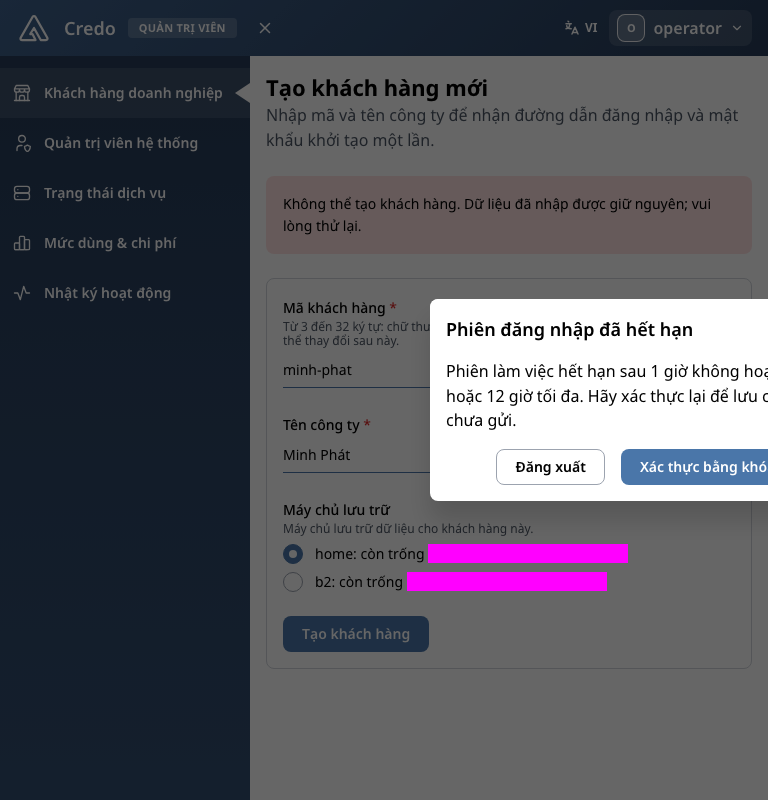 Credo
QUẢN TRỊ VIÊN
VI
O
operator
Khách hàng doanh nghiệp
Quản trị viên hệ thống
Trạng thái dịch vụ
Mức dùng & chi phí
Nhật ký hoạt động
Tạo khách hàng mới
Nhập mã và tên công ty để nhận đường dẫn đăng nhập và mật
khẩu khởi tạo một lần.
Không thể tạo khách hàng. Dữ liệu đã nhập được giữ nguyên; vui
lòng thử lại.
Mã khách hàng *
Từ 3 đến 32 ký tự: chữ
thể thay đổi sau này.
minh-phat
Tên công ty *
Minh Phát
Phiên đăng nhập đã hết hạn
Phiên làm việc hết hạn sau 1 giờ không
hoặc 12 giờ tối đa. Hãy xác thực lại để lưu
chưa gửi.
Đăng xuất
Xác thực bằng
Máy chủ lưu trữ
Máy chủ lưu trữ dữ liệu cho khách hàng này.
home: còn trống
b2: còn trống
Tạo khách hàng